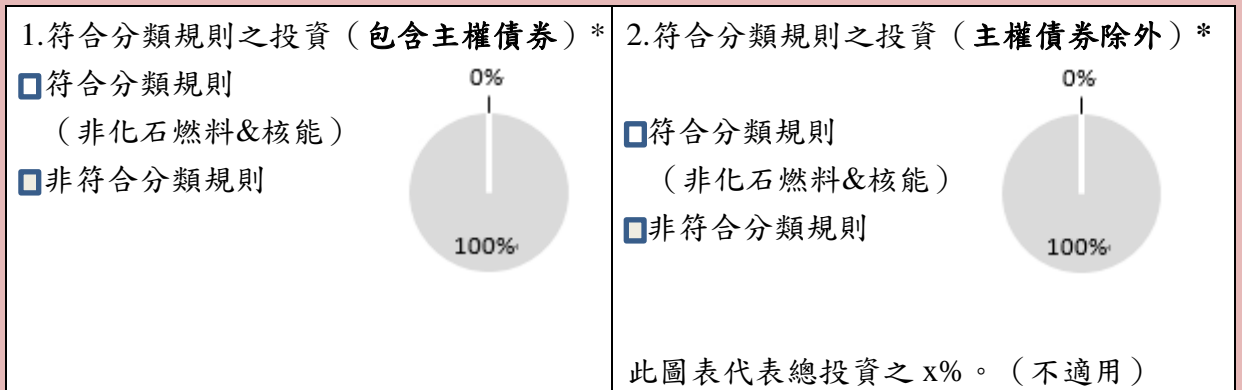 1.符合分類規則之投資（包含主權債券）*
符合分類規則
（非化石燃料&核能）
非符合分類規則
0%
100%
2.符合分類規則之投資（主權債券除外）*
0%
符合分類規則
（非化石燃料&核能）
非符合分類規則
100%
此圖表代表總投資之 x%。（不適用）